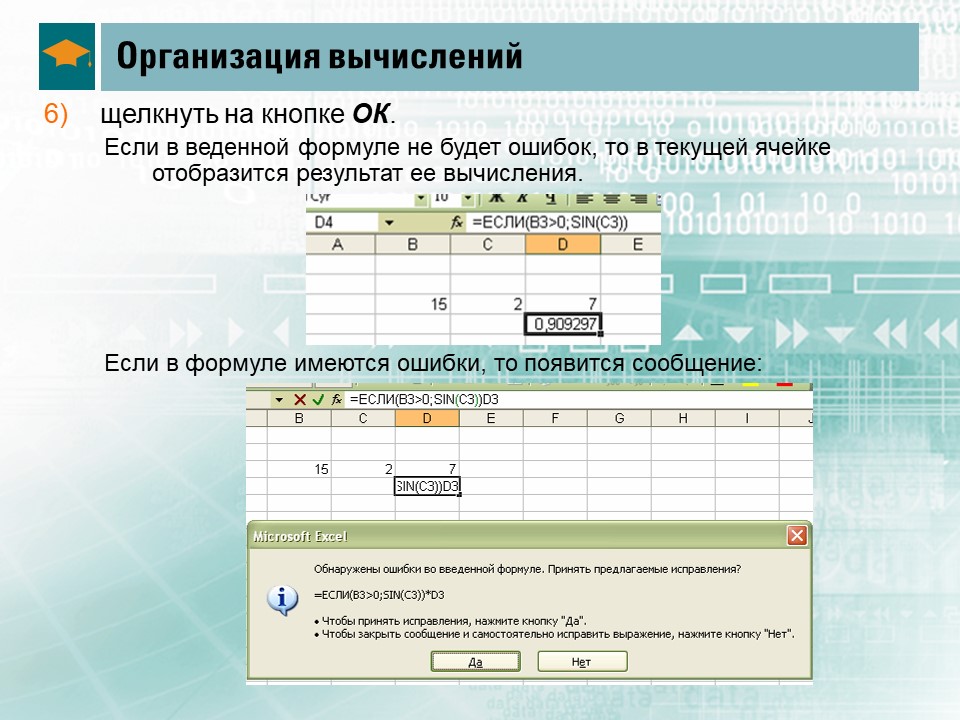 Организация вычислений
6) щелкнуть на кнопке ОК.
Если в веденной формуле не будет ошибок, то в текущей ячейке
отобразится результат ее вычисления.
10 Ж К Ч
D4 fx =ЕСЛИ(B3>0;SIN(C3))
A B C D E
15 2 7
0,909297
Если в формуле имеются ошибки, то появится сообщение:
fx =ЕСЛИ(B3>0;SIN(C3))D3
B C D E F G H I
15 2 7
SIN(C3))D3
Microsoft Excel
Обнаружены ошибки во введенной формуле. Принять предлагаемые исправления?
=ЕСЛИ(B3>0;SIN(C3))*D3
• Чтобы принять исправления, нажмите кнопку "Да".
• Чтобы закрыть сообщение и самостоятельно исправить выражение, нажмите кнопку "Нет".
Да Нет